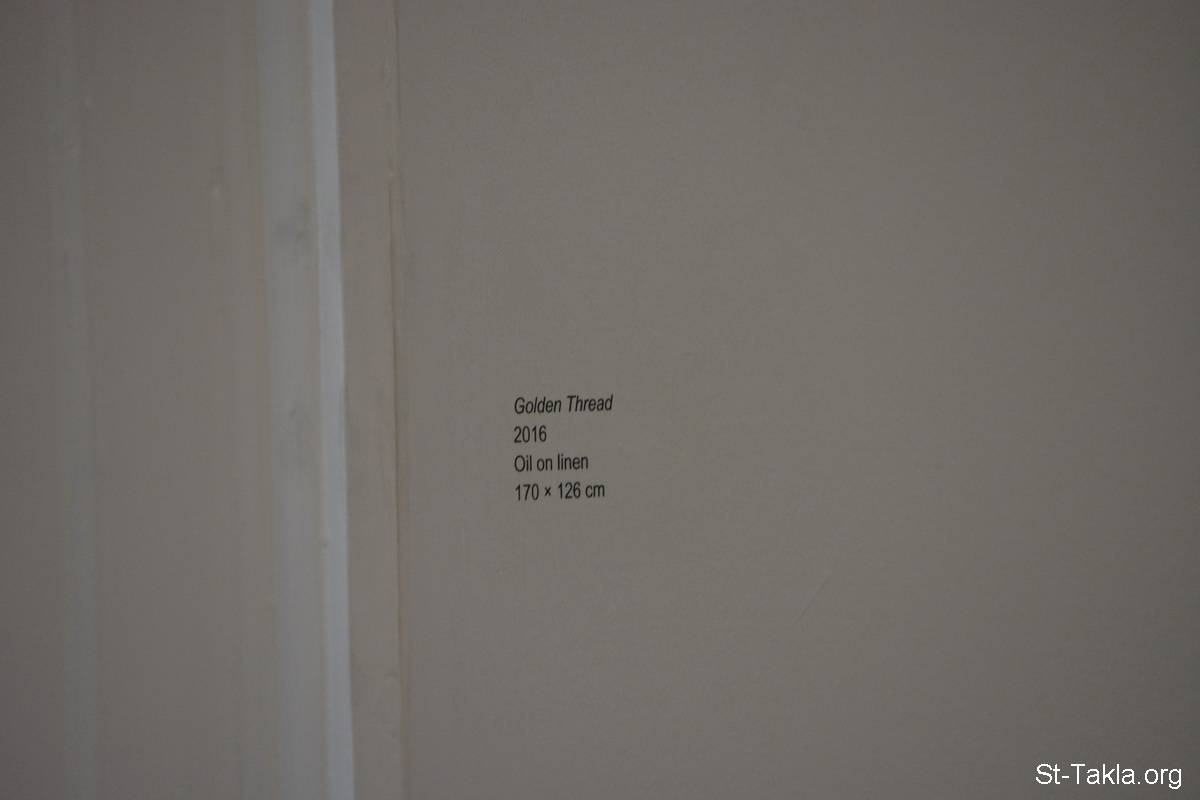 Golden Thread
2016
Oil on linen
170 × 126 cm
St-Takla.org